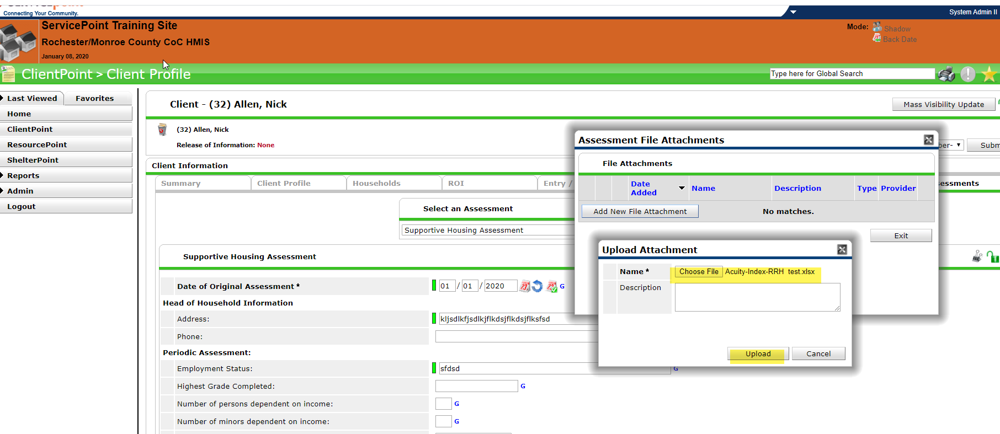 Connecting Your Community.
System Admin II
ServicePoint Training Site
Rochester/Monroe County CoC HMIS
January 08, 2020
Mode: Shadow
Back Date
ClientPoint > Client Profile
Type here for Global Search
Last Viewed Favorites
Home
ClientPoint
ResourcePoint
ShelterPoint
Reports
Admin
Logout
Client - (32) Allen, Nick
Mass Visibility Update
(32) Allen, Nick
Release of Information: None
ber-
Subm
Client Information
Summary Client Profile Households ROI Entry /
essments
Select an Assessment
Supportive Housing Assessment
Supportive Housing Assessment
Date of Original Assessment * 01 / 01 / 2020 23 G
Head of Household Information
Address: kljsdlkfjsdlkjflkdsjflkdsjflksfsd
Phone:
Periodic Assessment:
Employment Status: sfdsd G
Highest Grade Completed: G
Number of persons dependent on income: G
Number of minors dependent on income: G
Assessment File Attachments
File Attachments
Date Added Name Description Type Provider
Add New File Attachment No matches.
Exit
Upload Attachment
Name * Choose File Acuity-Index-RRH test.xlsx
Description
Upload Cancel